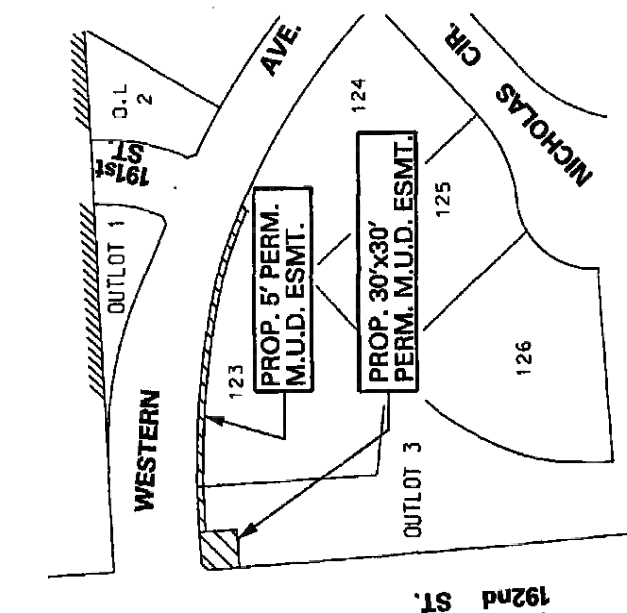 O.L
2
191st
ST.
AVE.
NICHOLAS CIR.
OUTLOT 1
124
PROP. 5' PERM.
M.U.D. ESMT.
PROP. 30'x30'
PERM. M.U.D. ESMT.
125
123
WESTERN
126
OUTLOT 3
192nd ST.